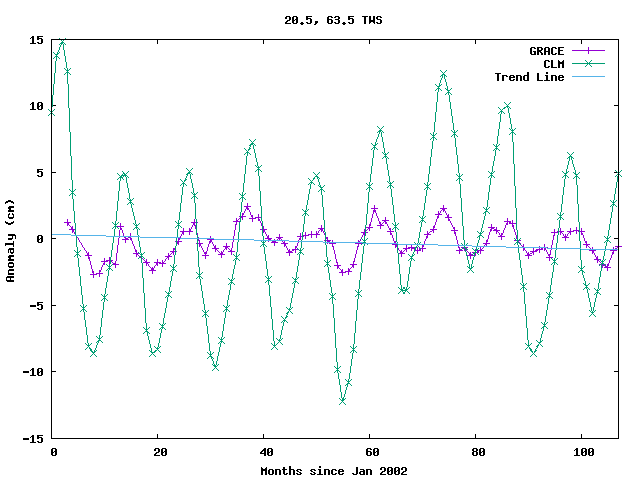 20.5, 63.5 TWS
GRACE
CLM
Trend Line
15
10
5
0
-5
-10
-15
Anomaly (cm)
0 20 40 60 80 100
Months since Jan 2002